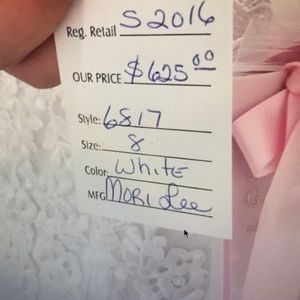 Reg. Retail S2016
OUR PRICE $625.00
Style: 6817
Size: 8
Color: White
MFG MORI Lee